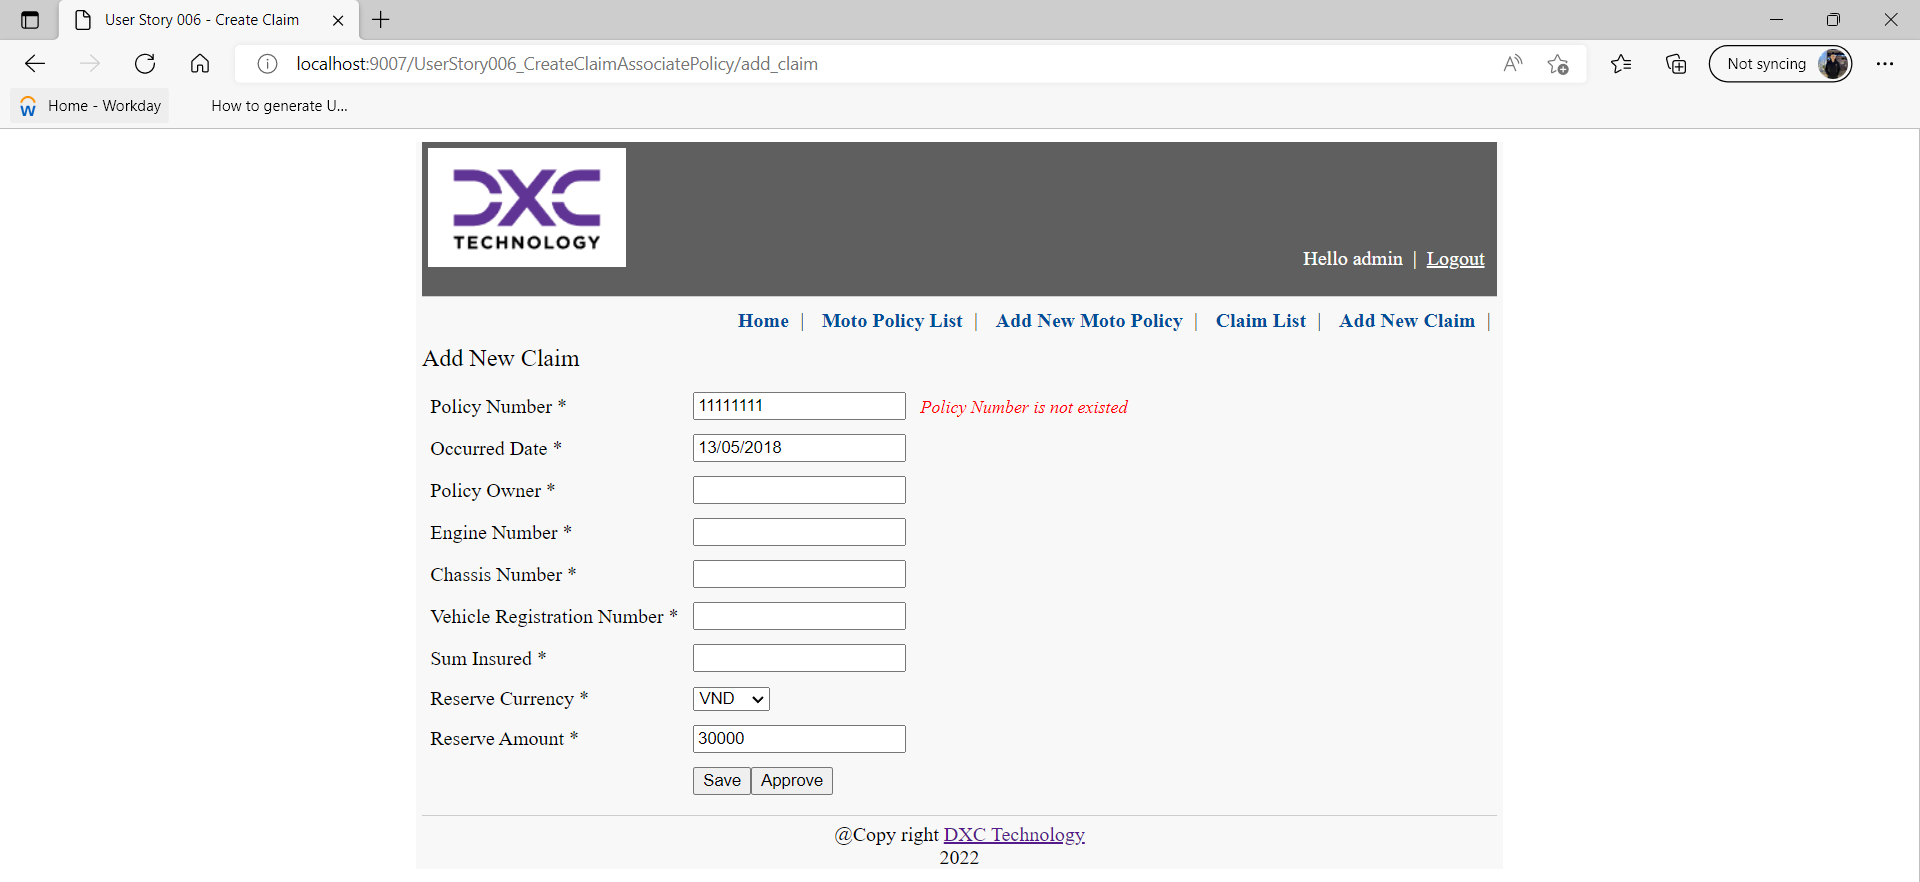 User Story 006 - Create Claim
localhost:9007/UserStory006_CreateClaimAssociatePolicy/add_claim
Not syncing
Home - Workday
How to generate U...
DXC
TECHNOLOGY
Hello admin | Logout
Home | Moto Policy List | Add New Moto Policy | Claim List | Add New Claim |
Add New Claim
Policy Number * 11111111 Policy Number is not existed
Occurred Date * 13/05/2018
Policy Owner *
Engine Number *
Chassis Number *
Vehicle Registration Number *
Sum Insured *
Reserve Currency * VND
Reserve Amount * 30000
Save Approve
@Copy right DXC Technology
2022